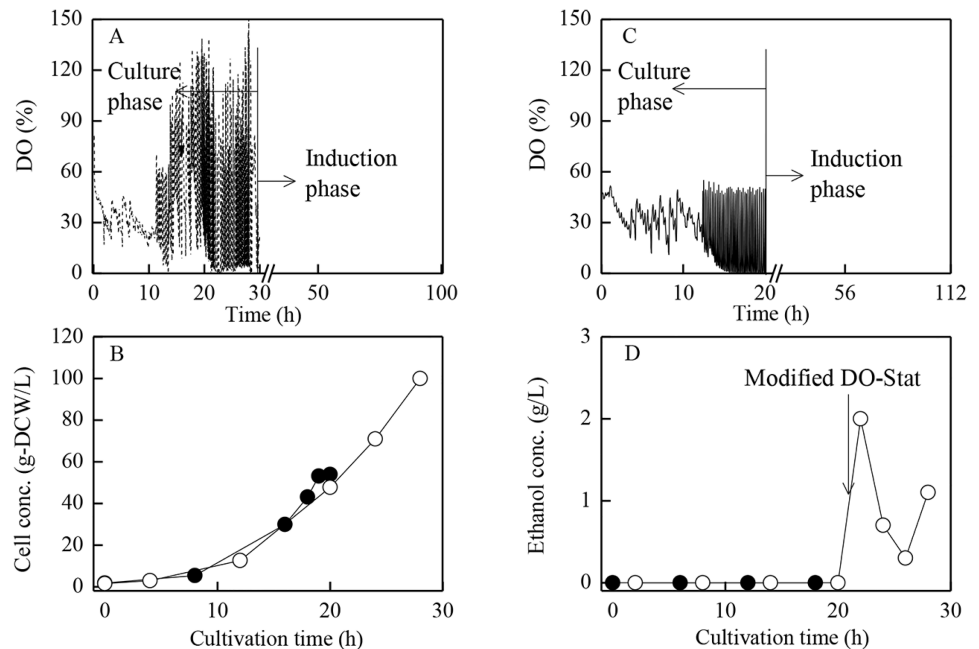 150
A
120
Culture
phase
90
DO (%)
60
Induction
phase
30
0
0 10 20 30 50 100
Time (h)
150
C
120
Culture
phase
90
DO (%)
60
Induction
phase
30
0
0 10 20 56 112
Time (h)
120
B
100
80
Cell conc. (g-DCW/L)
60
40
20
0
0 10 20 30
Cultivation time (h)
3
D
Modified DO-Stat
2
Ethanol conc. (g/L)
1
0
0 10 20 30
Cultivation time (h)